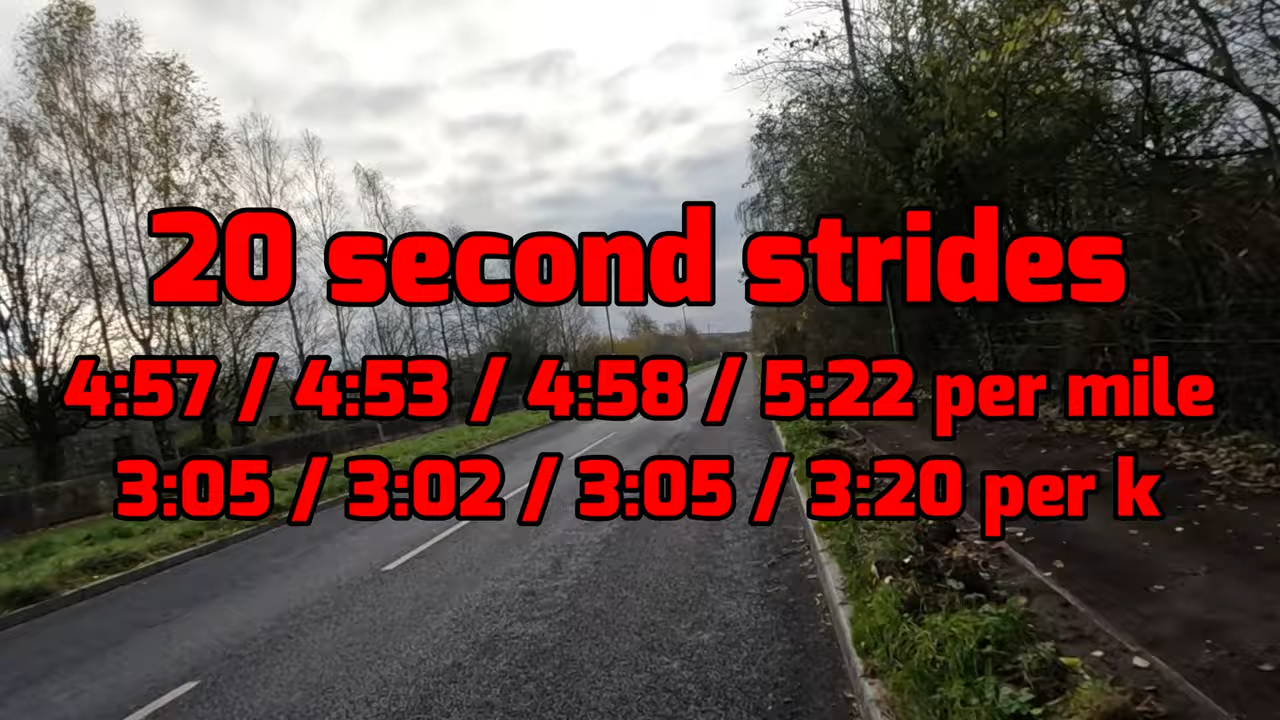 20 second strides
4:57 / 4:53 / 4:58 / 5:22 per mile
3:05 / 3:02 / 3:05 / 3:20 per k